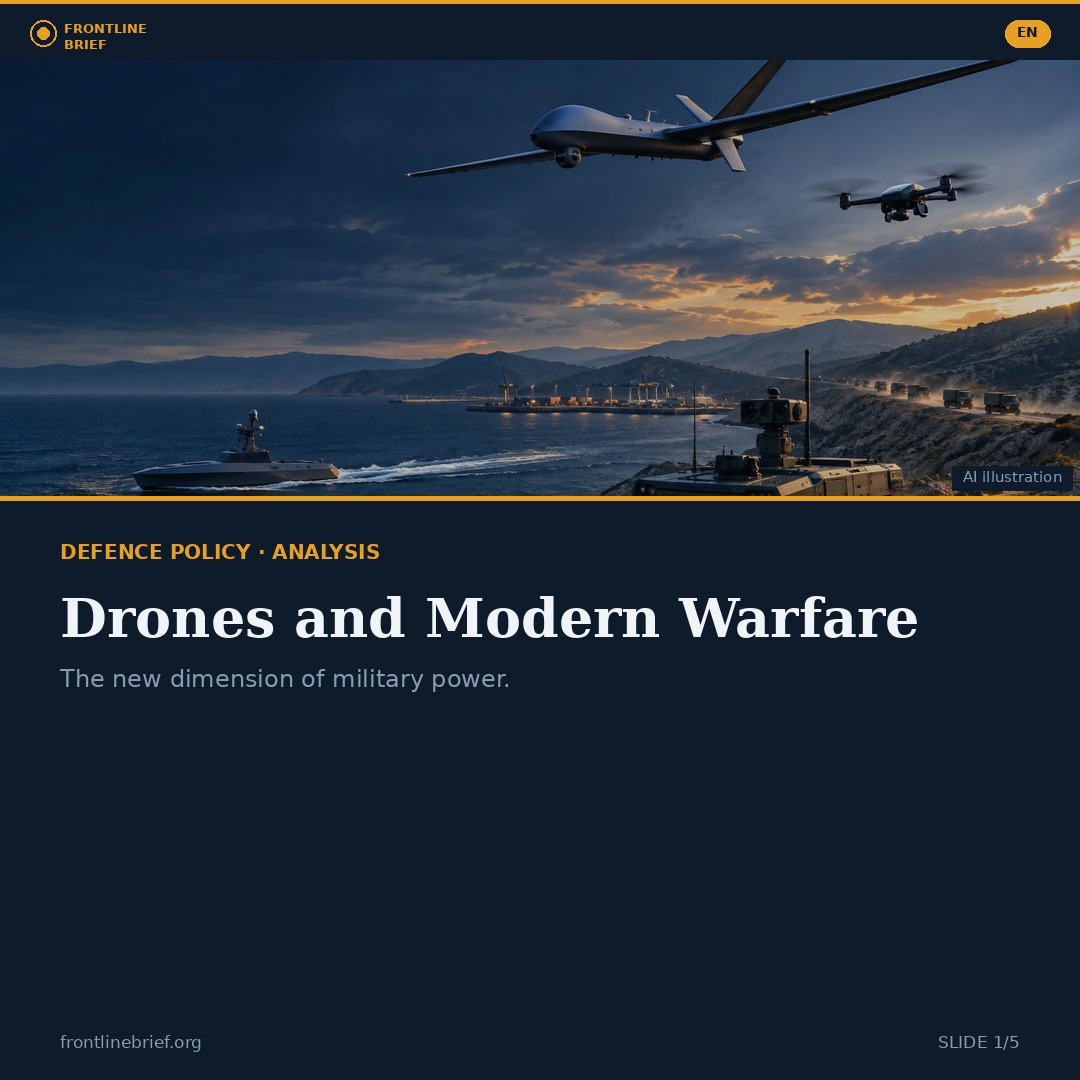 FRONTLINE
BRIEF
EN
AI illustration
DEFENCE POLICY · ANALYSIS
Drones and Modern Warfare
The new dimension of military power.
frontlinebrief.org
SLIDE 1/5